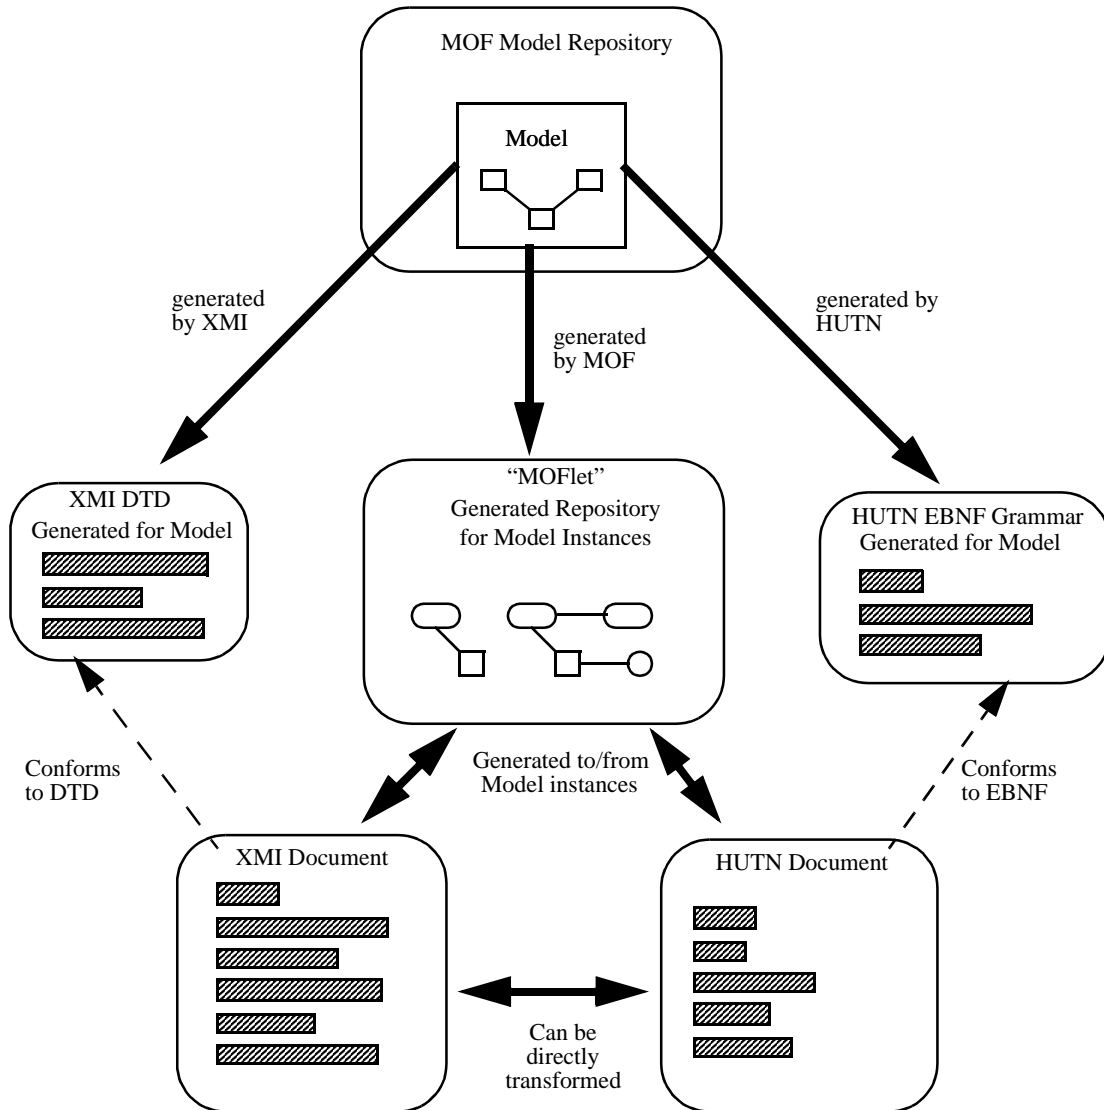 MOF Model Repository
Model
generated
by XMI
generated
by MOF
generated by
HUTN
XMI DTD
Generated for Model
“MOFlet”
Generated Repository
for Model Instances
HUTN EBNF Grammar
Generated for Model
Conforms
to DTD
Generated to/from
Model instances
Conforms
to EBNF
XMI Document
HUTN Document
Can be
directly
transformed